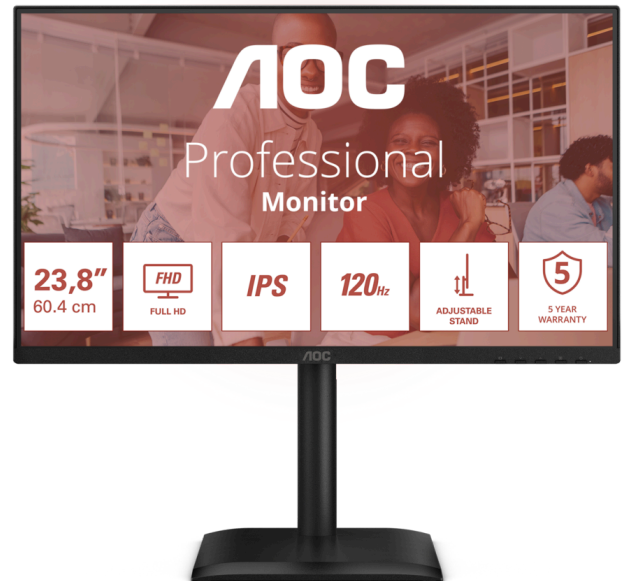 AOC
Professional
Monitor
23,8"
60.4 cm
FHD
FULL HD
IPS
120Hz
ADJUSTABLE
STAND
5
5 YEAR
WARRANTY
AOC